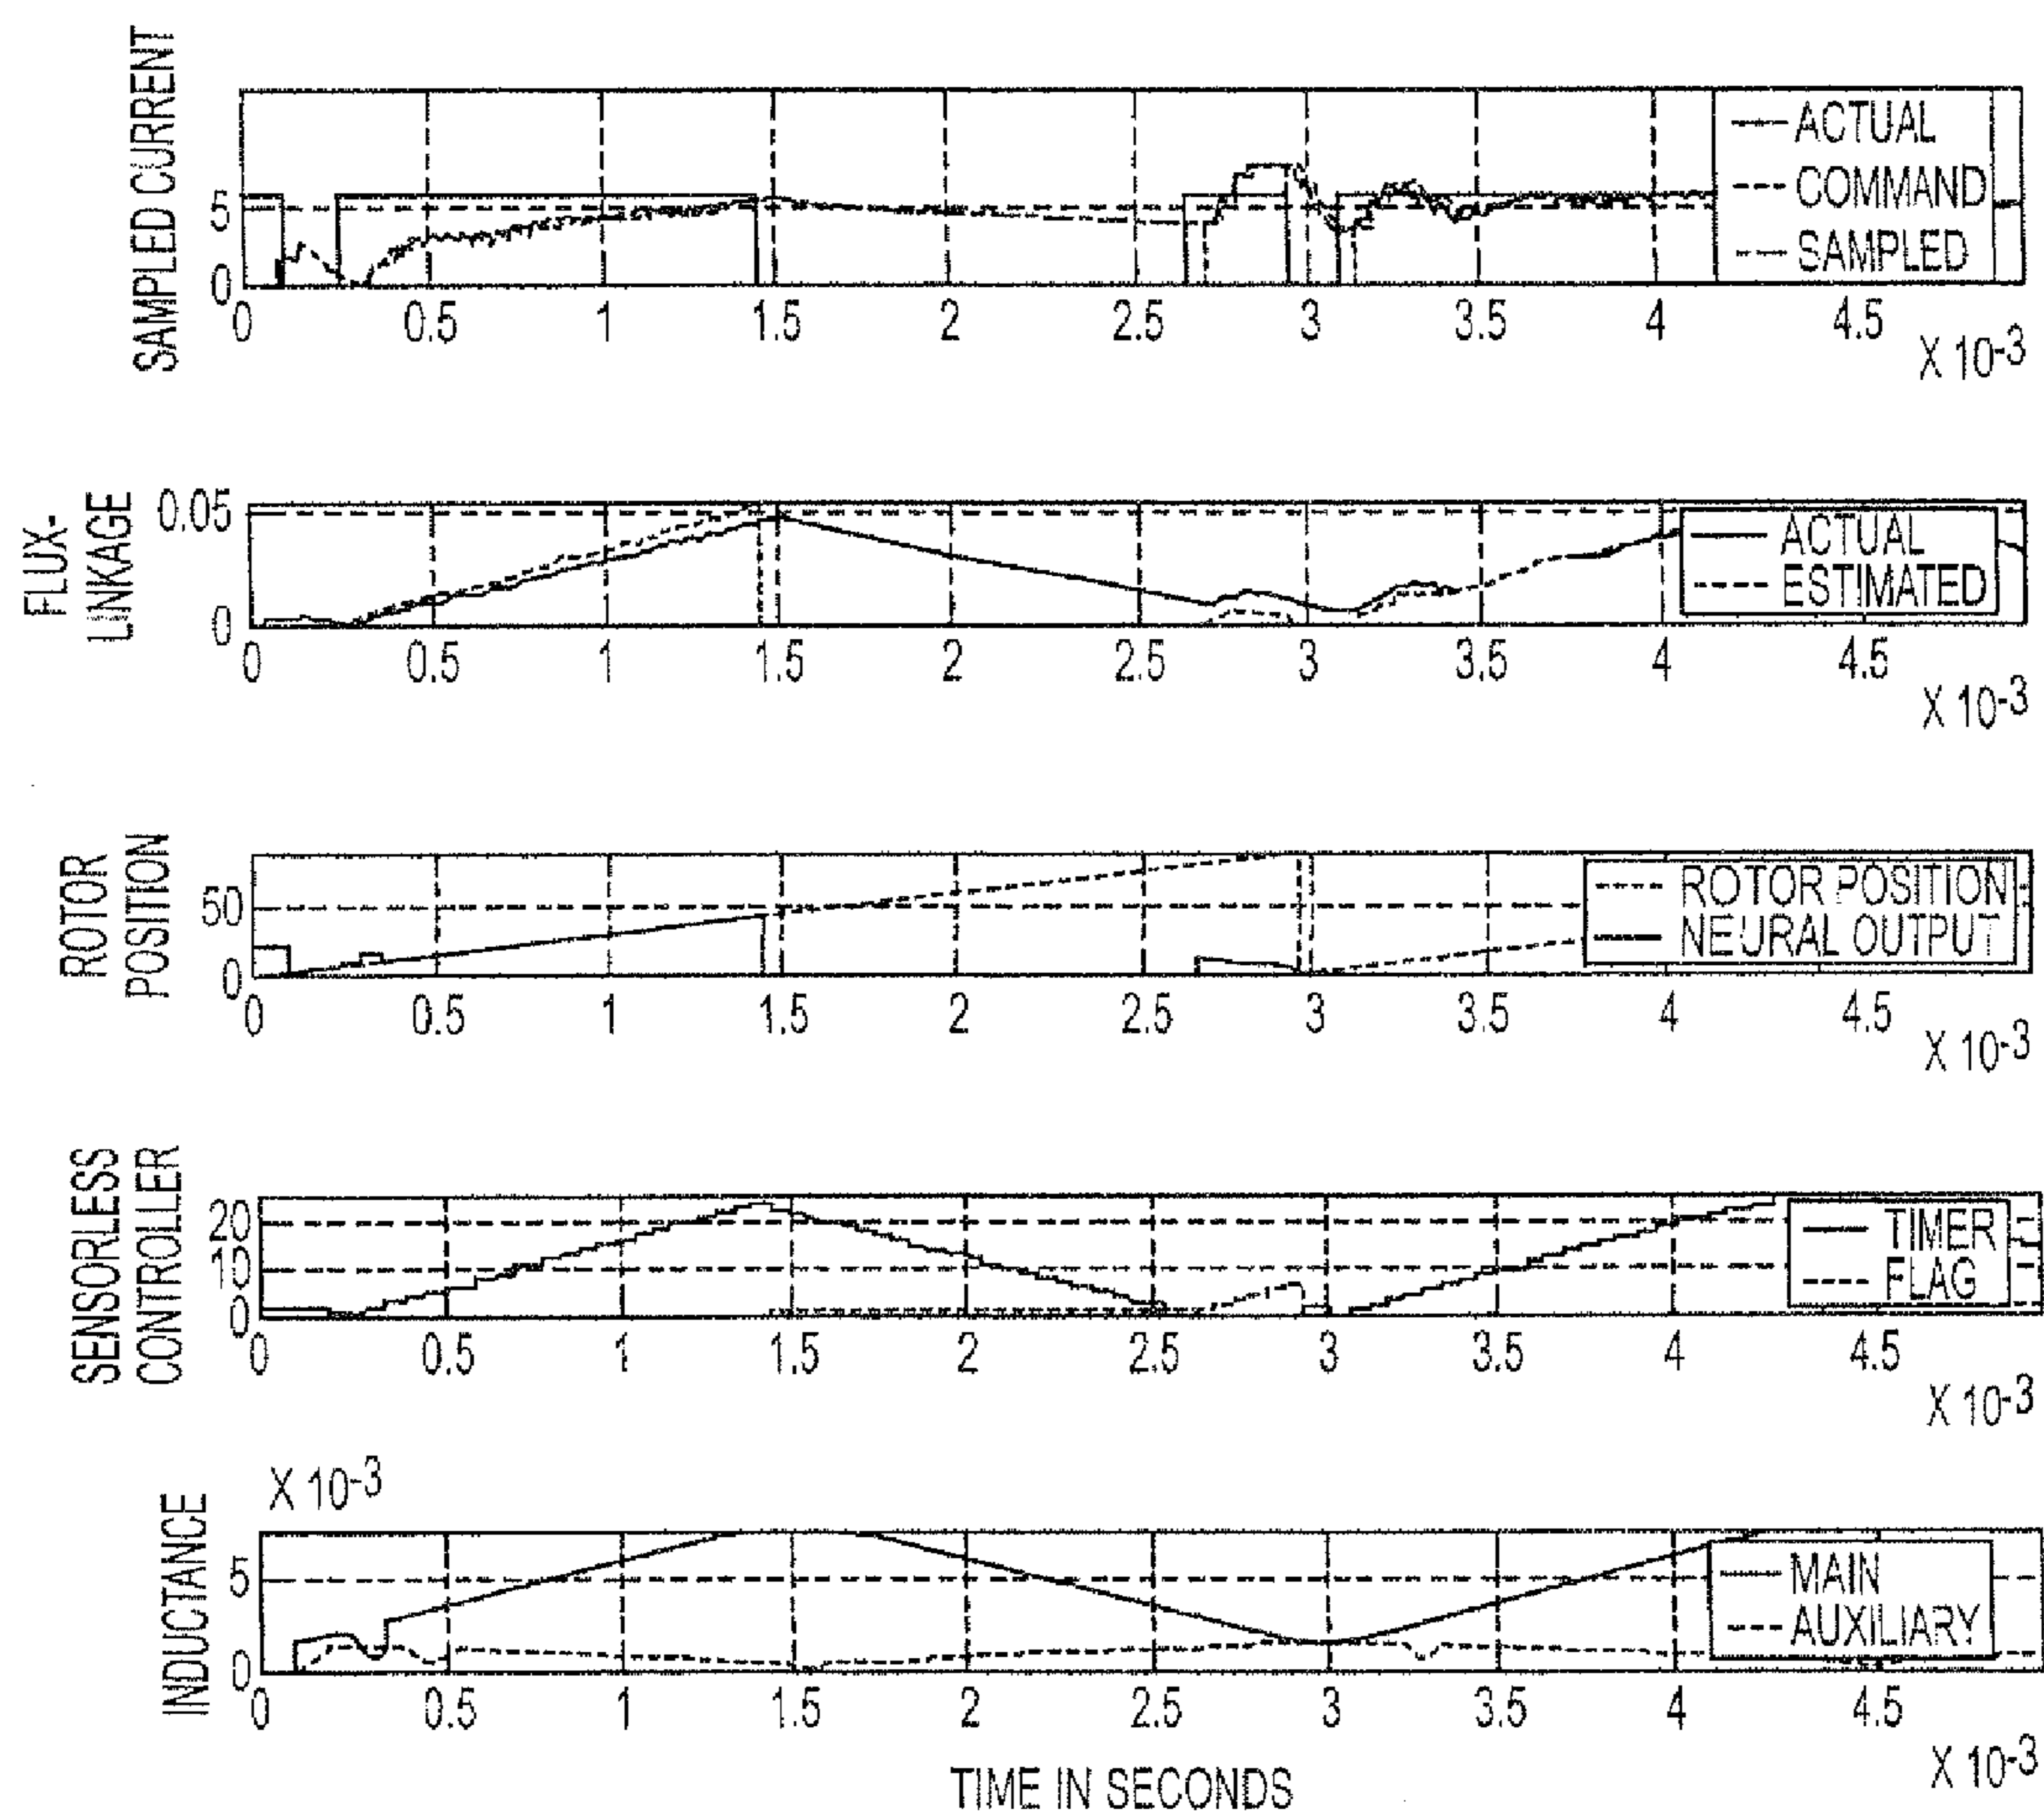 SAMPLED CURRENT
5
0
0 0.5 1 1.5 2 2.5 3 3.5 4 4.5
X 10-3
ACTUAL
COMMAND
SAMPLED
FLUX-
LINKAGE
0.05
0
0 0.5 1 1.5 2 2.5 3 3.5 4 4.5
X 10-3
ACTUAL
ESTIMATED
ROTOR
POSITION
50
0
0 0.5 1 1.5 2 2.5 3 3.5 4 4.5
X 10-3
ROTOR POSITION
NEURAL OUTPUT
SENSORLESS
CONTROLLER
20
10
0
0 0.5 1 1.5 2 2.5 3 3.5 4 4.5
X 10-3
TIMER
FLAG
X 10-3
INDUCTANCE
5
0
0 0.5 1 1.5 2 2.5 3 3.5 4 4.5
X 10-3
MAIN
AUXILIARY
TIME IN SECONDS